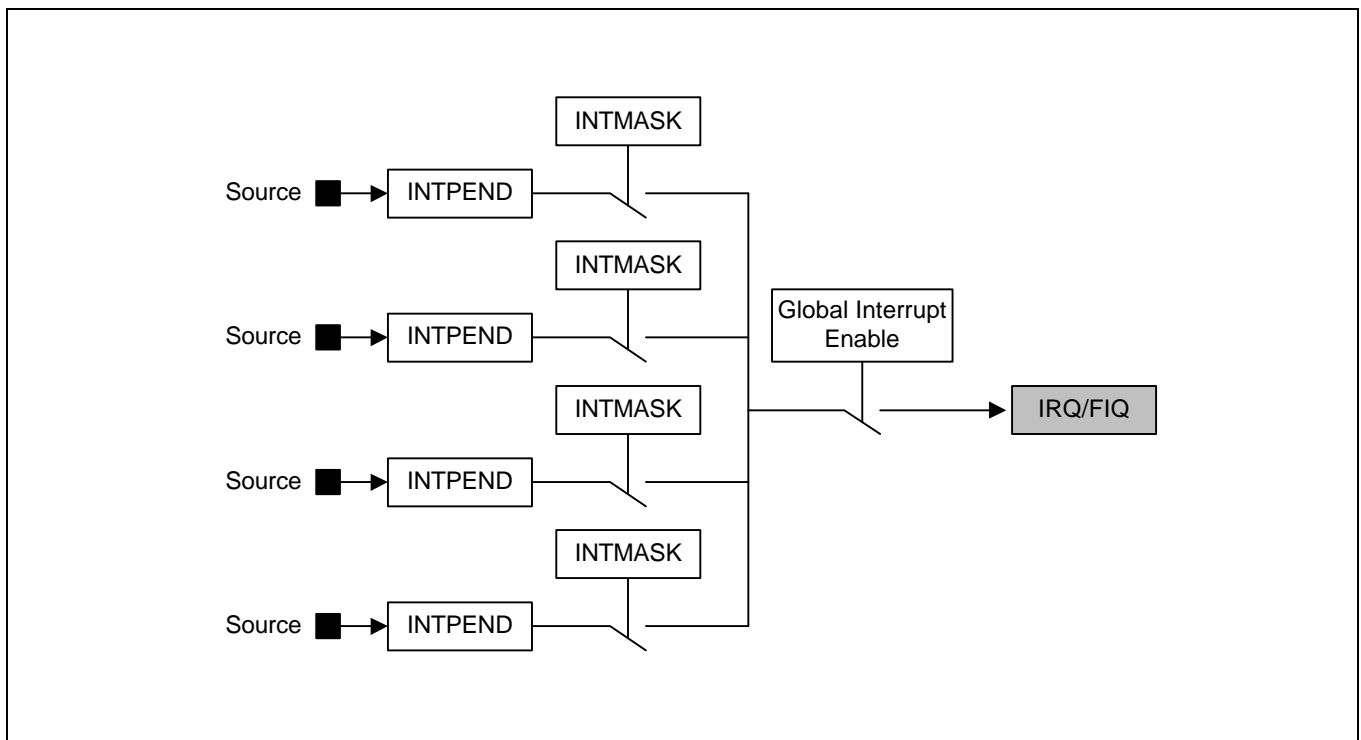 INTMASK
Source
INTPEND
INTMASK
Source
INTPEND
Global Interrupt
Enable
INTMASK
IRQ/FIQ
Source
INTPEND
INTMASK
Source
INTPEND